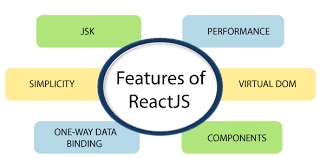 JSK
PERFORMANCE
SIMPLICITY
Features of
ReactJS
VIRTUAL DOM
ONE-WAY DATA
BINDING
COMPONENTS